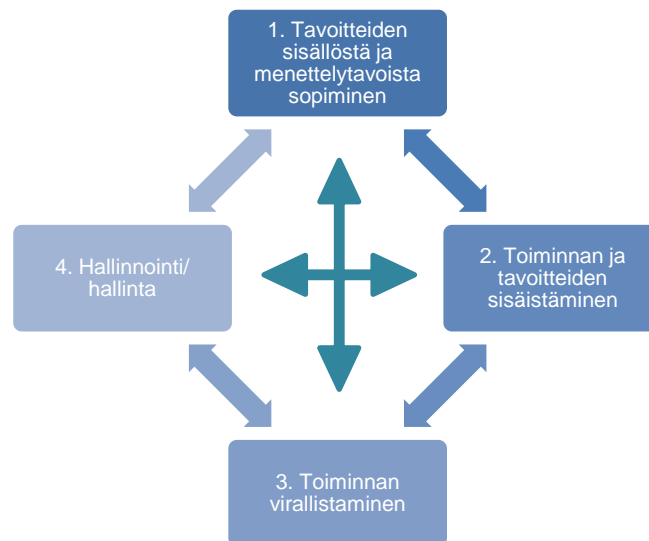 1. Tavoitteiden
sisällöstä ja
menettelytavoista
sopiminen
4. Hallinnointi/
hallinta
2. Toiminnan ja
tavoitteiden
sisäistäminen
3. Toiminnan
virallistaminen